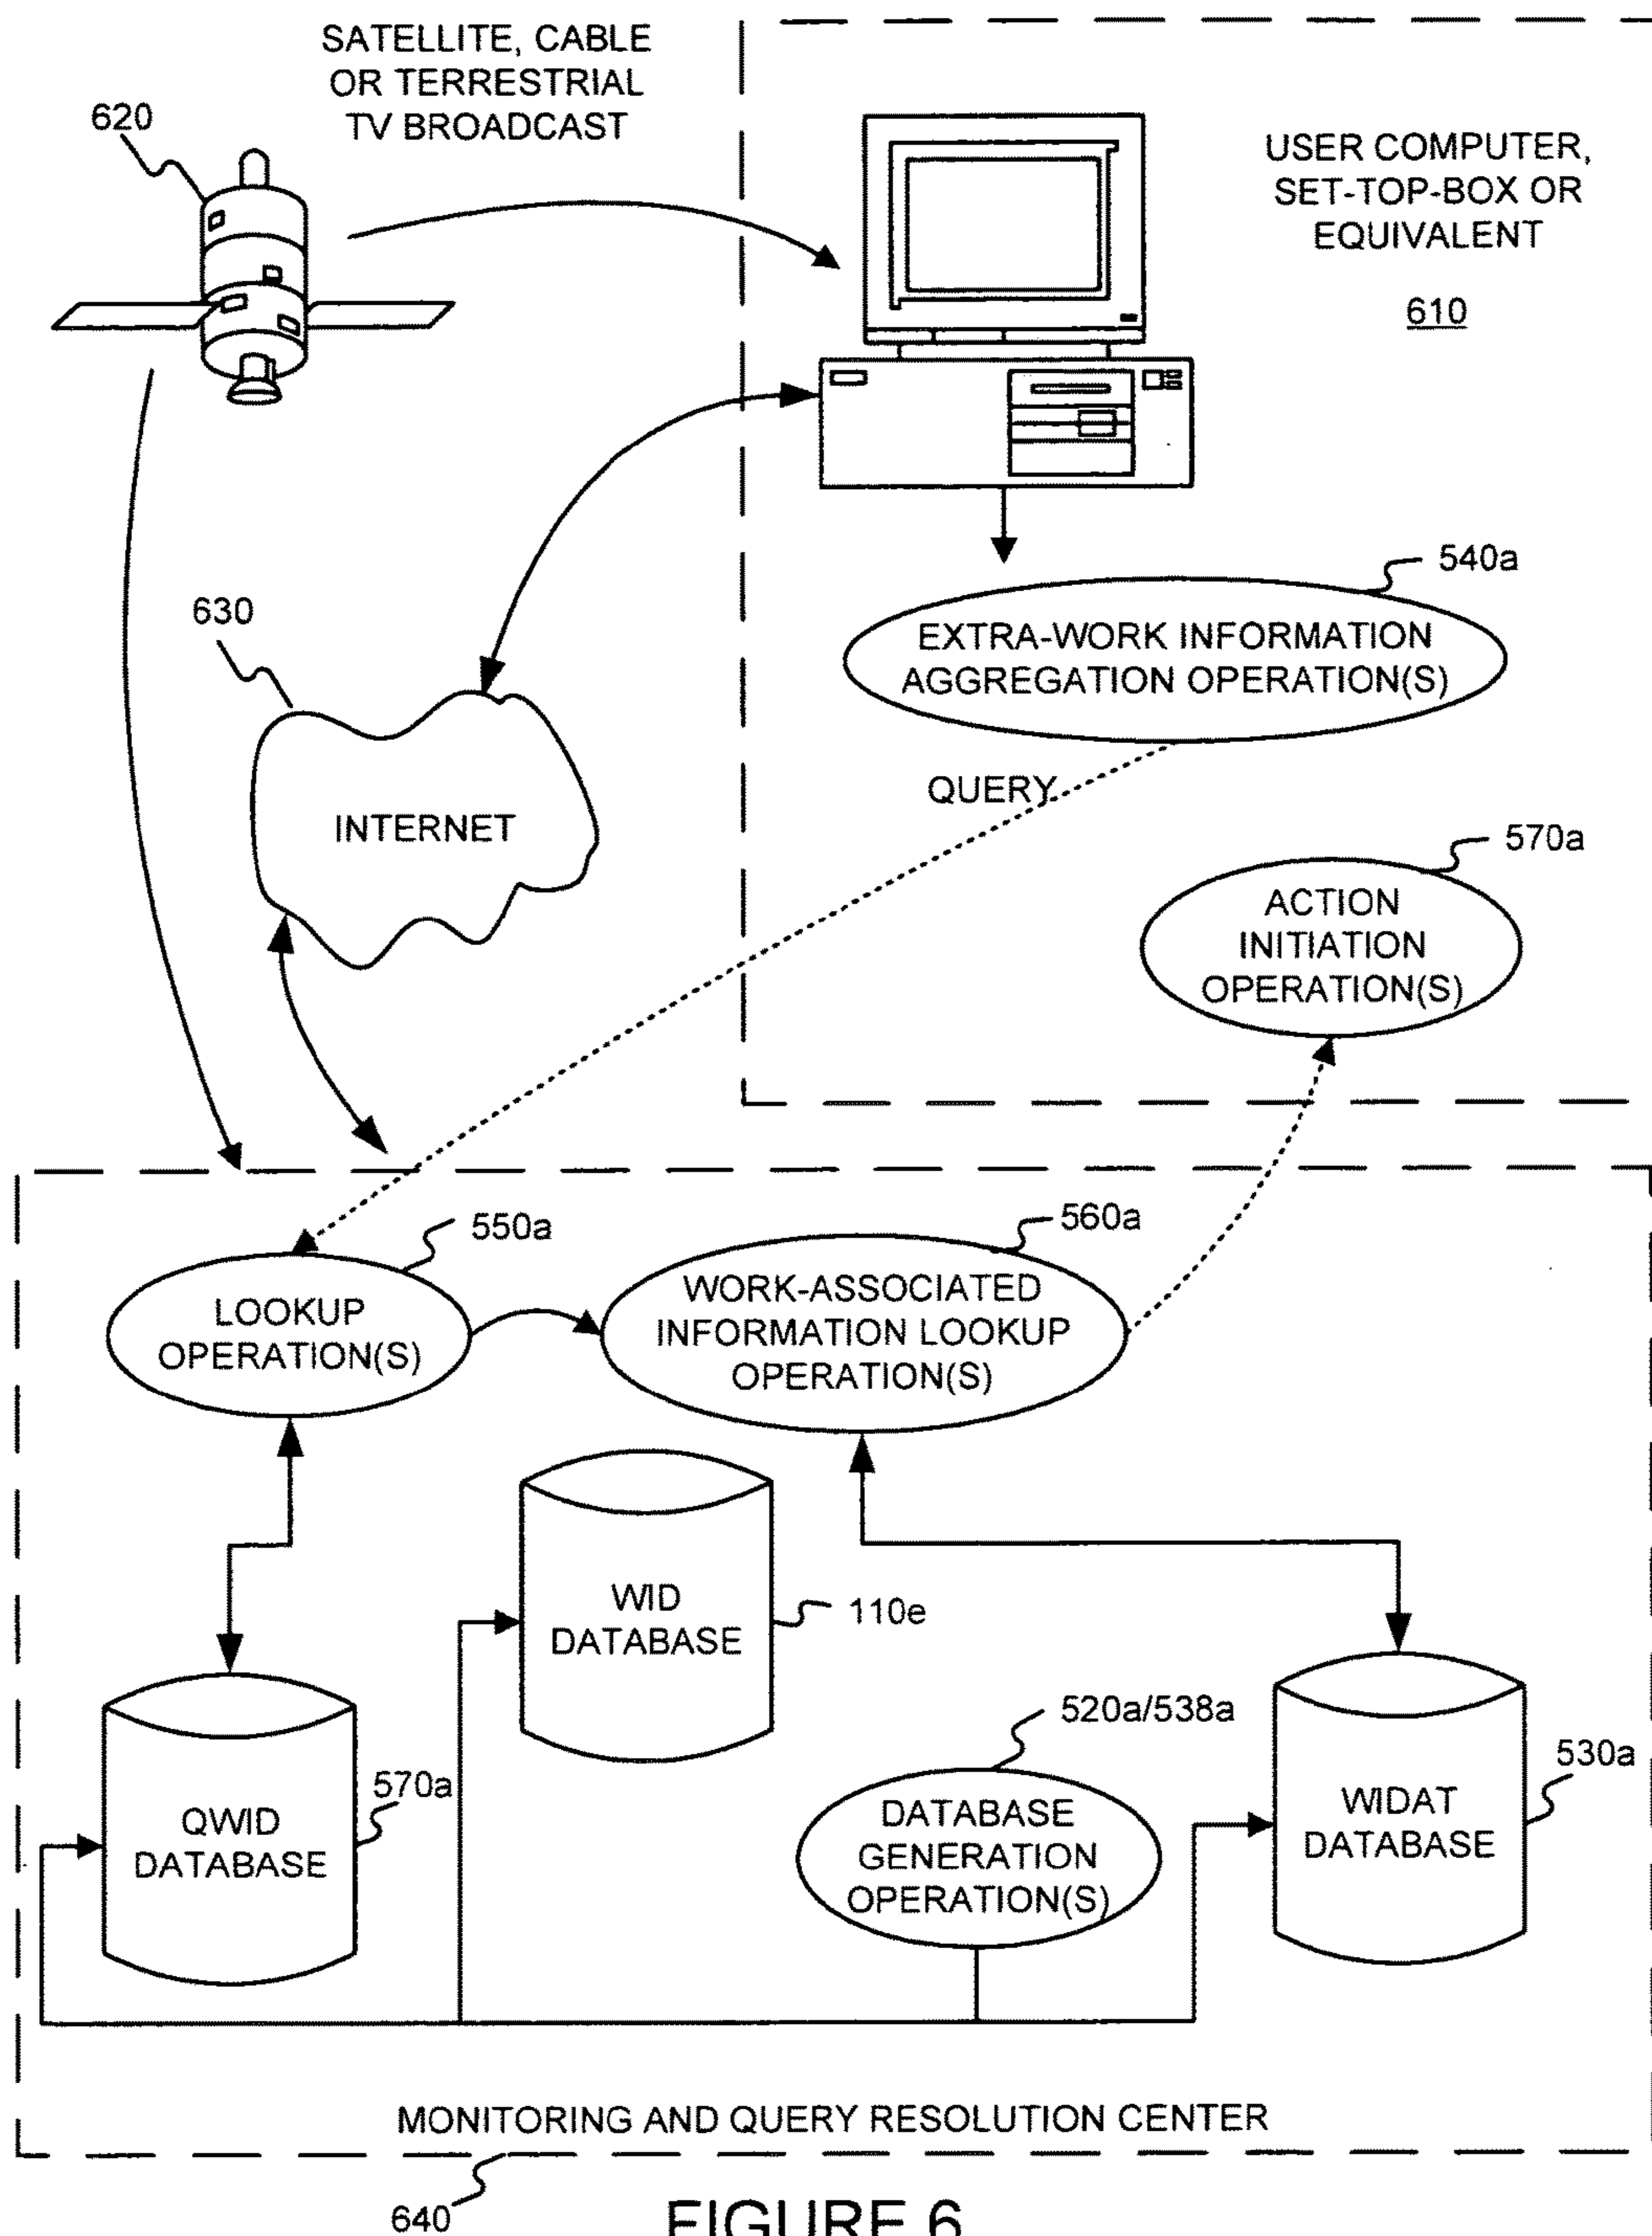 SATELLITE, CABLE
OR TERRESTRIAL
TV BROADCAST
620
USER COMPUTER,
SET-TOP-BOX OR
EQUIVALENT
610
540a
EXTRA-WORK INFORMATION
AGGREGATION OPERATION(S)
630
INTERNET
QUERY
570a
ACTION
INITIATION
OPERATION(S)
550a
LOOKUP
OPERATION(S)
560a
WORK-ASSOCIATED
INFORMATION LOOKUP
OPERATION(S)
WID
DATABASE
110e
520a/538a
570a
QWID
DATABASE
DATABASE
GENERATION
OPERATION(S)
530a
WIDAT
DATABASE
MONITORING AND QUERY RESOLUTION CENTER
640
FIGURE 6